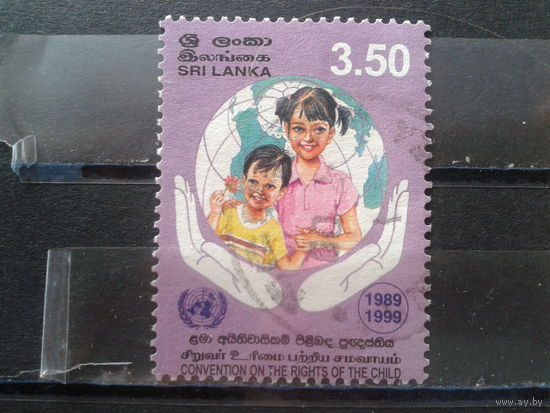 ශ්‍රී ලංකා
இலங்கை
SRI LANKA
3.50
1989
1999
ළමා අයිතිවාසිකම් පිළිබඳ ප්‍රඥප්තිය
சிறுவர் உரிமை பற்றிய சமவாயம்
CONVENTION ON THE RIGHTS OF THE CHILD
www.ay.by